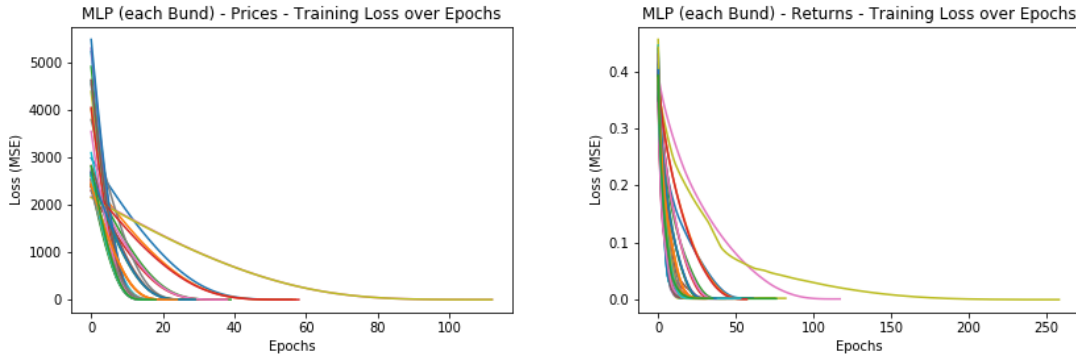 MLP (each Bund) - Prices - Training Loss over Epochs
5000
4000
3000
2000
1000
0
Loss (MSE)
0 20 40 60 80 100
Epochs
MLP (each Bund) - Returns - Training Loss over Epochs
0.4
0.3
0.2
0.1
0.0
Loss (MSE)
0 50 100 150 200 250
Epochs